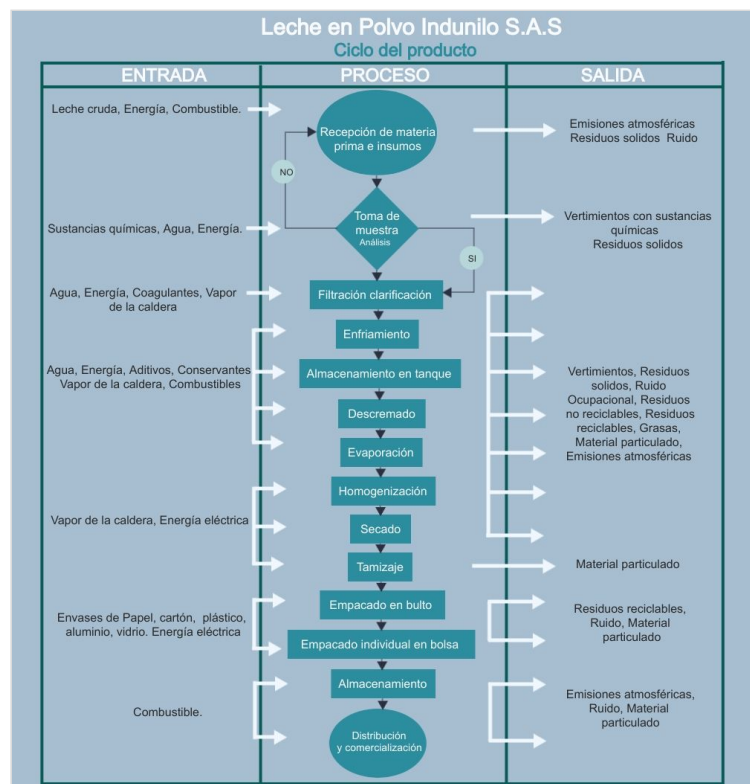 Leche en Polvo Indunilo S.A.S
Ciclo del producto
ENTRADA
PROCESO
SALIDA
Leche cruda, Energía, Combustible.
Recepción de materia
prima e insumos
Emisiones atmosféricas
Residuos solidos Ruido
NO
Sustancias químicas, Agua, Energía.
Toma de
muestra
Análisis
Vertimientos con sustancias
químicas
Residuos solidos
SI
Agua, Energía, Coagulantes, Vapor
de la caldera
Filtración clarificación
Enfriamiento
Agua, Energía, Aditivos, Conservantes
Vapor de la caldera, Combustibles
Almacenamiento en tanque
Descremado
Evaporación
Vertimientos, Residuos
solidos, Ruido
Ocupacional, Residuos
no reciclables, Residuos
reciclables, Grasas,
Material particulado,
Emisiones atmosféricas
Homogenización
Vapor de la caldera, Energía eléctrica
Secado
Tamizaje
Material particulado
Empacado en bulto
Envases de Papel, cartón, plástico,
aluminio, vidrio. Energía eléctrica
Empacado individual en bolsa
Residuos reciclables,
Ruido, Material
particulado
Almacenamiento
Combustible.
Distribución
y comercialización
Emisiones atmosféricas,
Ruido, Material
particulado